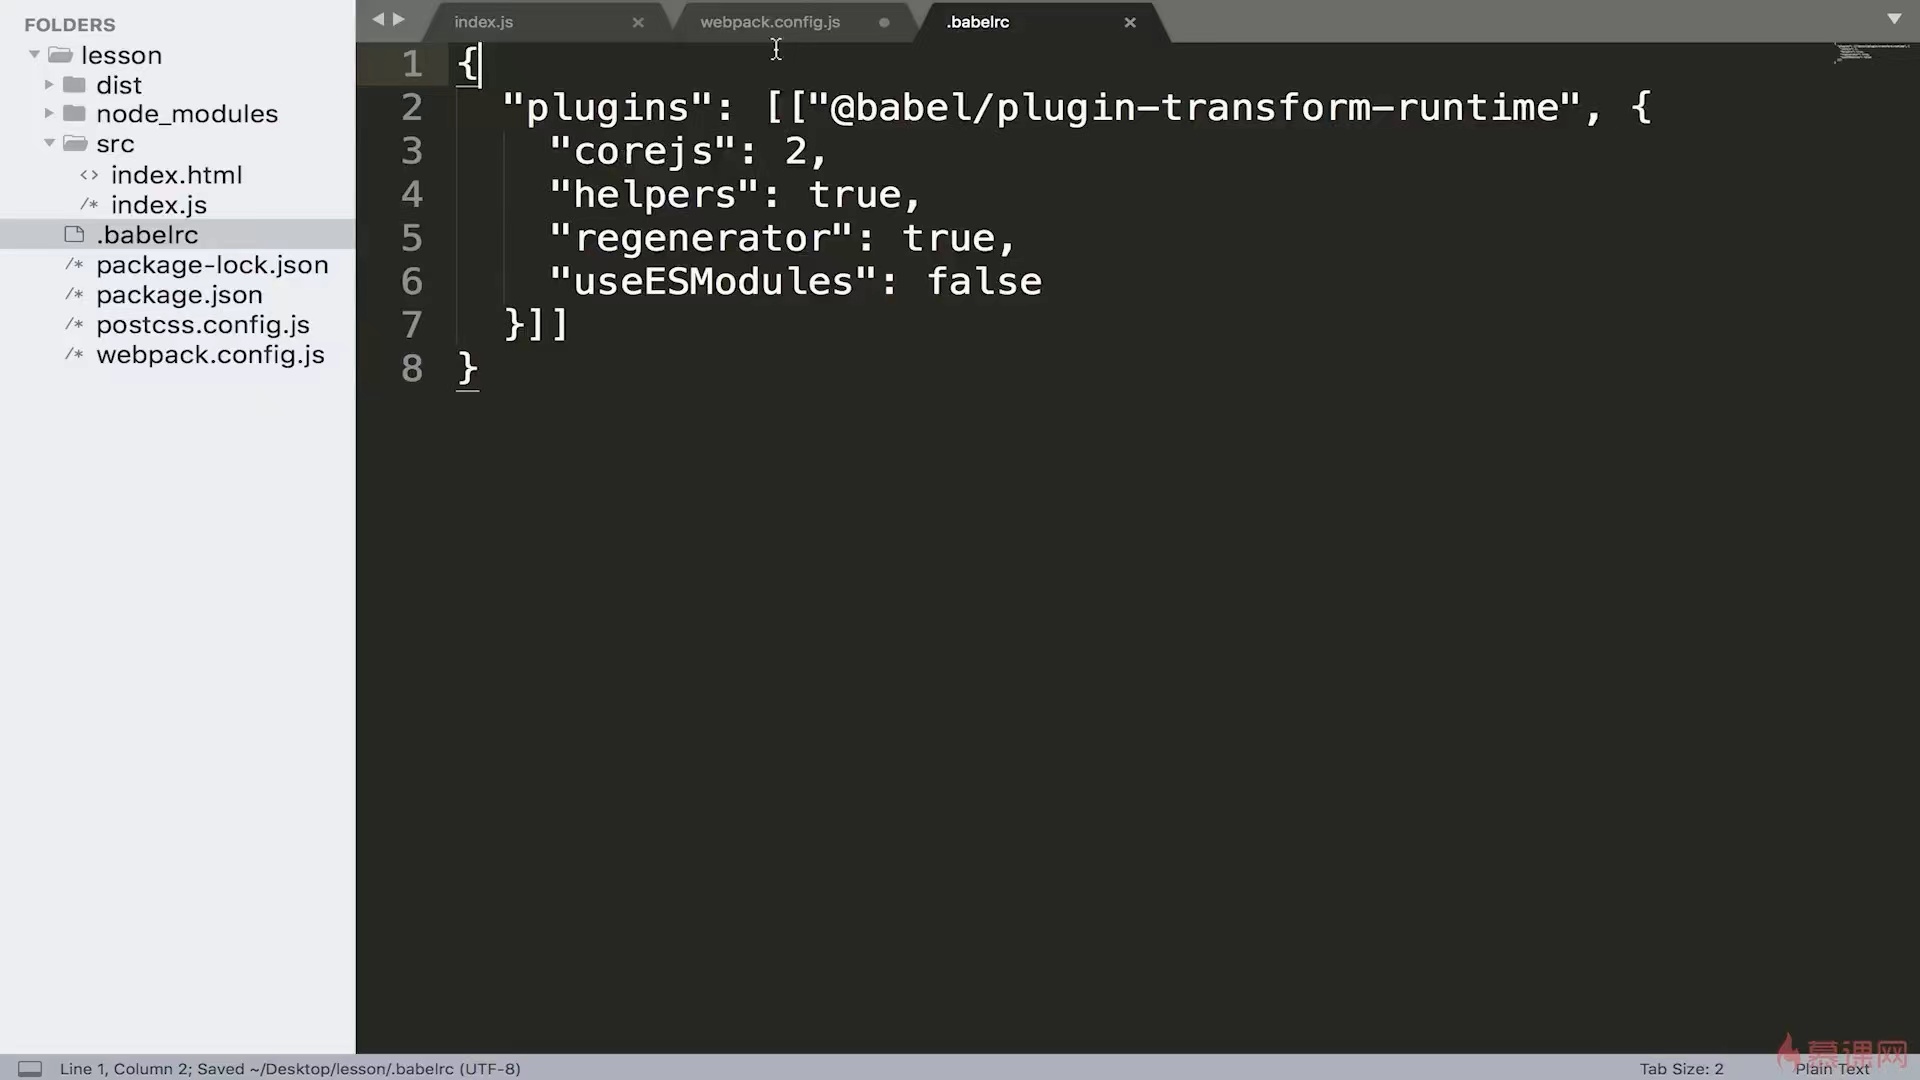 FOLDERS
lesson
dist
node_modules
src
<> index.html
/* index.js
.babelrc
/* package-lock.json
/* package.json
/* postcss.config.js
/* webpack.config.js
index.js
webpack.config.js
.babelrc
1 {
2 "plugins": [["@babel/plugin-transform-runtime", {
3 "corejs": 2,
4 "helpers": true,
5 "regenerator": true,
6 "useESModules": false
7 }]]
8 }
慕课网
Line 1, Column 2; Saved ~/Desktop/lesson/.babelrc (UTF-8)
Tab Size: 2
Plain Text